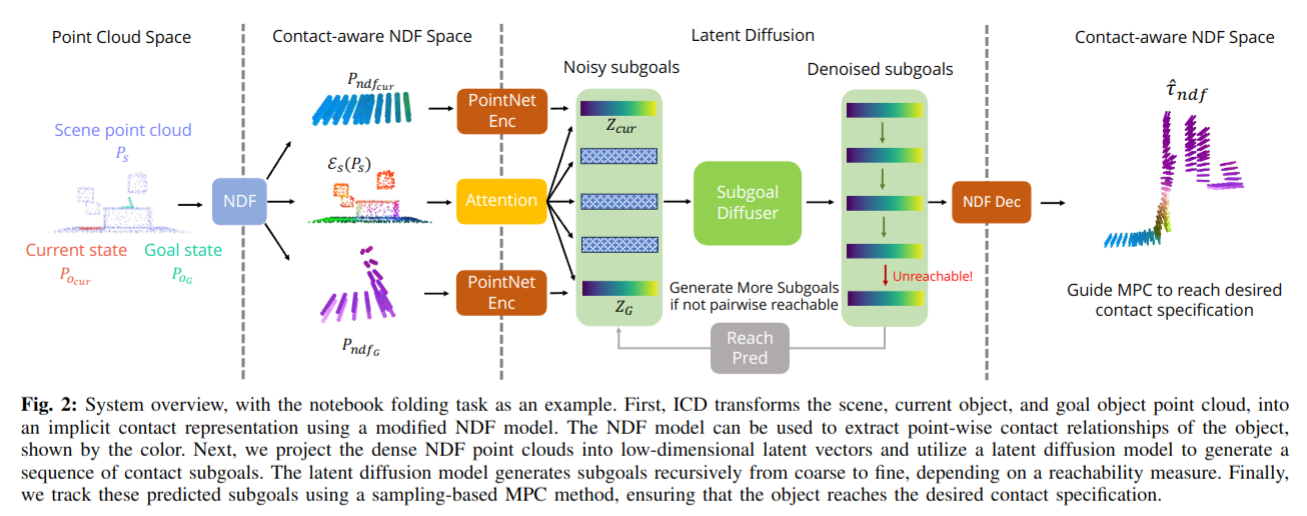 Point Cloud Space
Contact-aware NDF Space
Latent Diffusion
Contact-aware NDF Space
Scene point cloud
P_S
Current state
P_{o_{cur}}
Goal state
P_{o_G}
NDF
P_{ndf_{cur}}
ℰ_s(P_s)
P_{ndf_G}
PointNet
Enc
Attention
PointNet
Enc
Noisy subgoals
Z_{cur}
Z_G
Subgoal
Diffuser
Generate More Subgoals
if not pairwise reachable
Reach
Pred
Denoised subgoals
Unreachable!
NDF Dec
τ̂_{ndf}
Guide MPC to reach desired
contact specification
Fig. 2: System overview, with the notebook folding task as an example. First, ICD transforms the scene, current object, and goal object point cloud, into
an implicit contact representation using a modified NDF model. The NDF model can be used to extract point-wise contact relationships of the object,
shown by the color. Next, we project the dense NDF point clouds into low-dimensional latent vectors and utilize a latent diffusion model to generate a
sequence of contact subgoals. The latent diffusion model generates subgoals recursively from coarse to fine, depending on a reachability measure. Finally,
we track these predicted subgoals using a sampling-based MPC method, ensuring that the object reaches the desired contact specification.